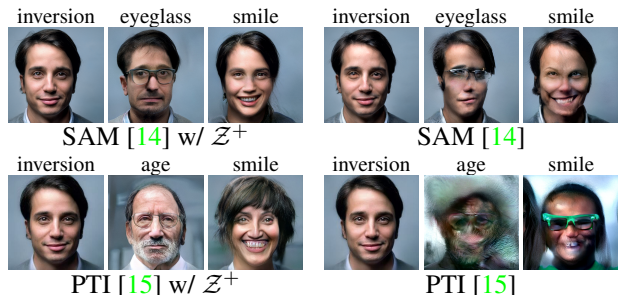 inversion eyeglass smile inversion eyeglass smile
SAM [14] w/ 𝒵⁺ SAM [14]
inversion age smile inversion age smile
PTI [15] w/ 𝒵⁺ PTI [15]